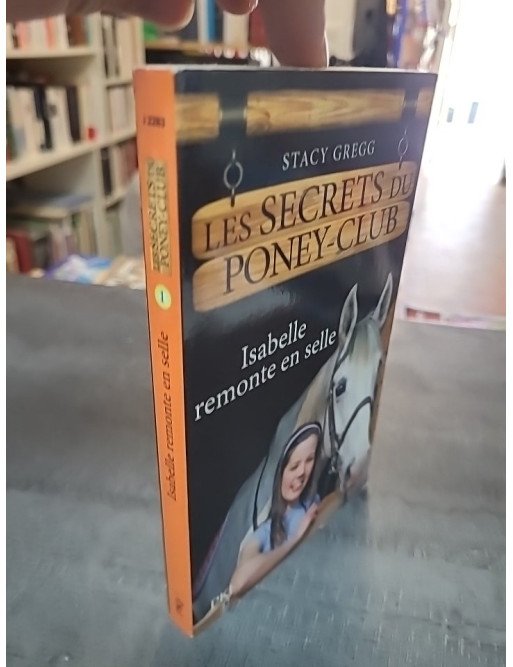 STACY GREGG
LES SECRETS DU
PONEY-CLUB
Isabelle
remonte en selle
PKJ
LES SECRETS DU
PONEY-CLUB
1
Isabelle remonte en selle